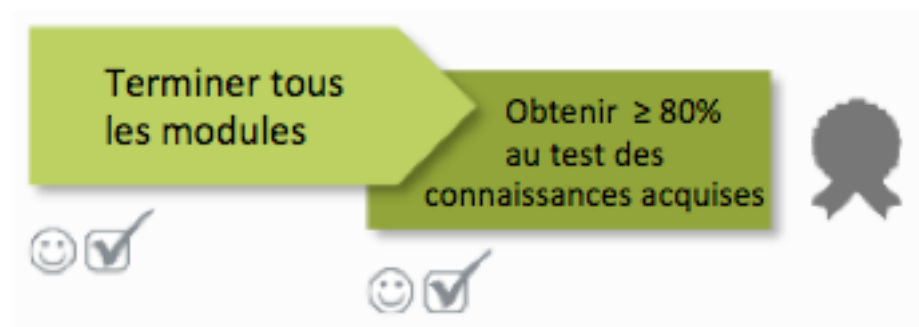 Terminer tous
les modules
Obtenir ≥ 80%
au test des
connaissances acquises